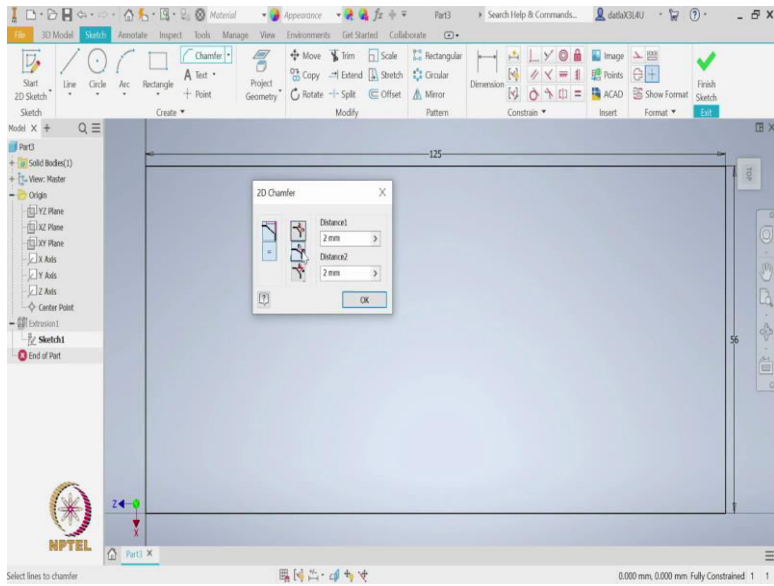 Material Appearance Part3 Search Help & Commands... datlaX3L4U
File 3D Model Sketch Annotate Inspect Tools Manage View Environments Get Started Collaborate
Start 2D Sketch Line Circle Arc Rectangle Chamfer Text Point Project Geometry Move Copy Rotate Trim Extend Split Scale Stretch Offset Rectangular Circular Mirror Dimension Image Points ACAD Show Format Finish Sketch
Sketch Create Modify Pattern Constrain Insert Format Exit
Model
Part3
Solid Bodies(1)
View: Master
Origin
YZ Plane
XZ Plane
XY Plane
X Axis
Y Axis
Z Axis
Center Point
Extrusion1
Sketch1
End of Part
125
TOP
2D Chamfer
Distance1
2 mm
Distance2
2 mm
OK
56
Z
X
NPTEL
Part3
Select lines to chamfer 0.000 mm, 0.000 mm Fully Constrained 1 1